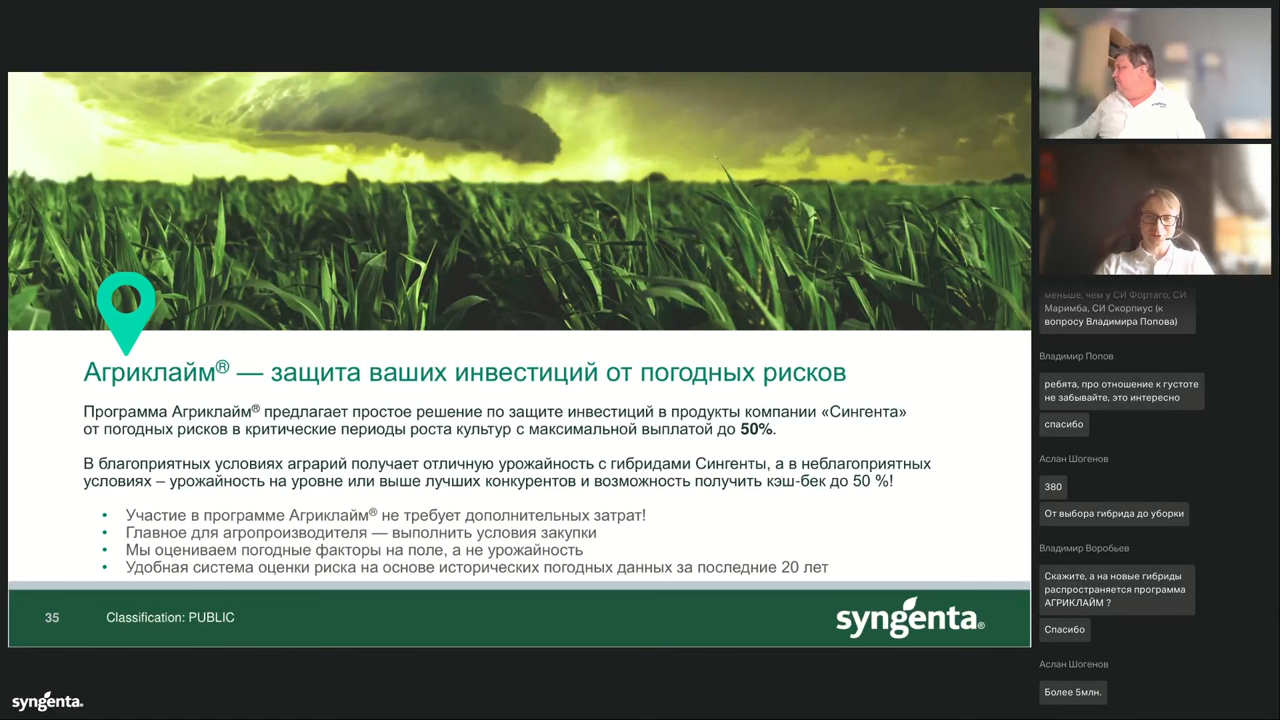 Агриклайм® — защита ваших инвестиций от погодных рисков
Программа Агриклайм® предлагает простое решение по защите инвестиций в продукты компании «Сингента»
от погодных рисков в критические периоды роста культур с максимальной выплатой до 50%.
В благоприятных условиях аграрий получает отличную урожайность с гибридами Сингенты, а в неблагоприятных
условиях – урожайность на уровне или выше лучших конкурентов и возможность получить кэш-бек до 50 %!
• Участие в программе Агриклайм® не требует дополнительных затрат!
• Главное для агропроизводителя — выполнить условия закупки
• Мы оцениваем погодные факторы на поле, а не урожайность
• Удобная система оценки риска на основе исторических погодных данных за последние 20 лет
35
Classification: PUBLIC
syngenta®
syngenta.
меньше, чем у СИ Фортаго, СИ
Маримба, СИ Скорпиус (к
вопросу Владимира Попова)
Владимир Попов
ребята, про отношение к густоте
не забывайте, это интересно
спасибо
Аслан Шогенов
380
От выбора гибрида до уборки
Владимир Воробьев
Скажите, а на новые гибриды
распространяется программа
АГРИКЛАЙМ ?
Спасибо
Аслан Шогенов
Более 5млн.